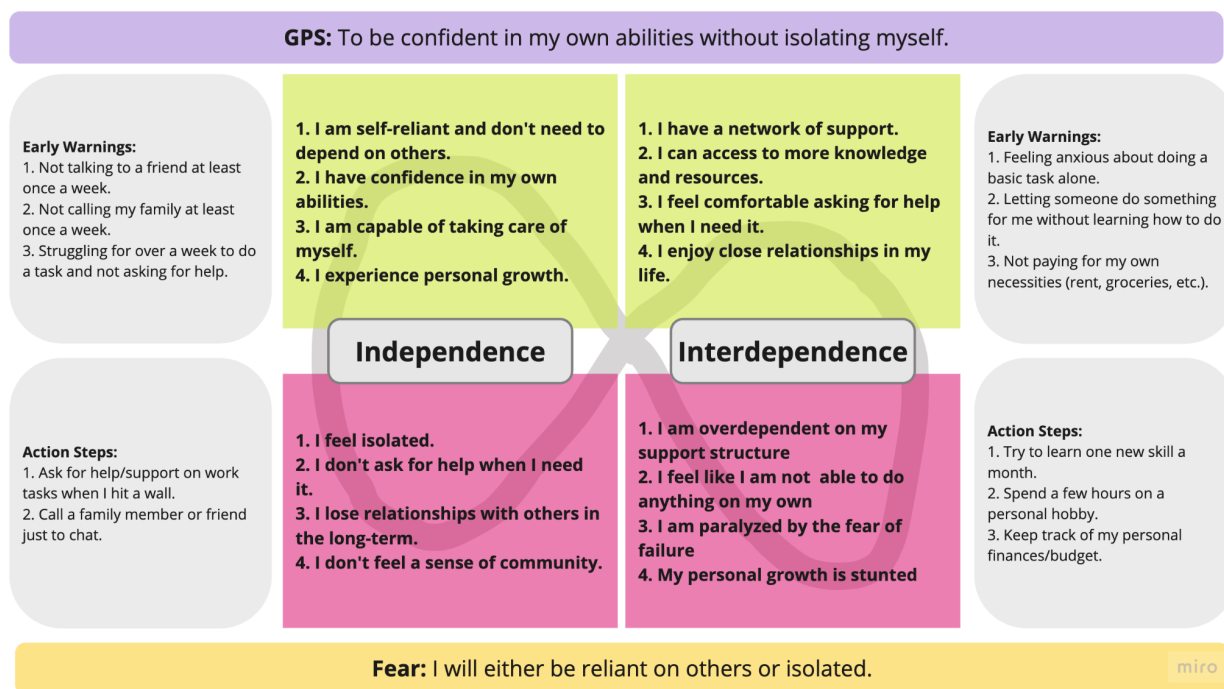 GPS: To be confident in my own abilities without isolating myself.
Early Warnings:
1. Not talking to a friend at least
once a week.
2. Not calling my family at least
once a week.
3. Struggling for over a week to do
a task and not asking for help.
1. I am self-reliant and don't need to
depend on others.
2. I have confidence in my own
abilities.
3. I am capable of taking care of
myself.
4. I experience personal growth.
1. I have a network of support.
2. I can access to more knowledge
and resources.
3. I feel comfortable asking for help
when I need it.
4. I enjoy close relationships in my
life.
Early Warnings:
1. Feeling anxious about doing a
basic task alone.
2. Letting someone do something
for me without learning how to do
it.
3. Not paying for my own
necessities (rent, groceries, etc.).
Independence
Interdependence
Action Steps:
1. Ask for help/support on work
tasks when I hit a wall.
2. Call a family member or friend
just to chat.
1. I feel isolated.
2. I don't ask for help when I need
it.
3. I lose relationships with others in
the long-term.
4. I don't feel a sense of community.
1. I am overdependent on my
support structure
2. I feel like I am not able to do
anything on my own
3. I am paralyzed by the fear of
failure
4. My personal growth is stunted
Action Steps:
1. Try to learn one new skill a
month.
2. Spend a few hours on a
personal hobby.
3. Keep track of my personal
finances/budget.
Fear: I will either be reliant on others or isolated.
miro